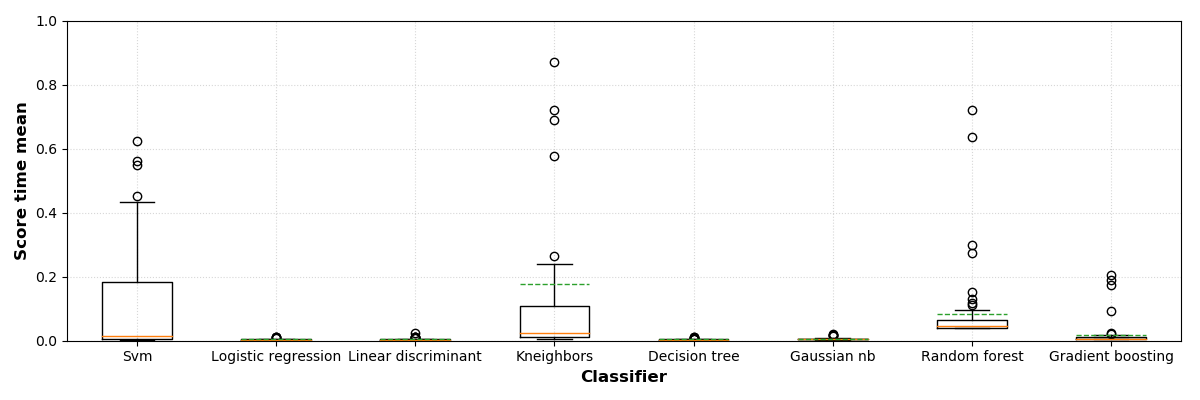 Score time mean
1.0
0.8
0.6
0.4
0.2
0.0
Svm Logistic regression Linear discriminant Kneighbors Decision tree Gaussian nb Random forest Gradient boosting
Classifier